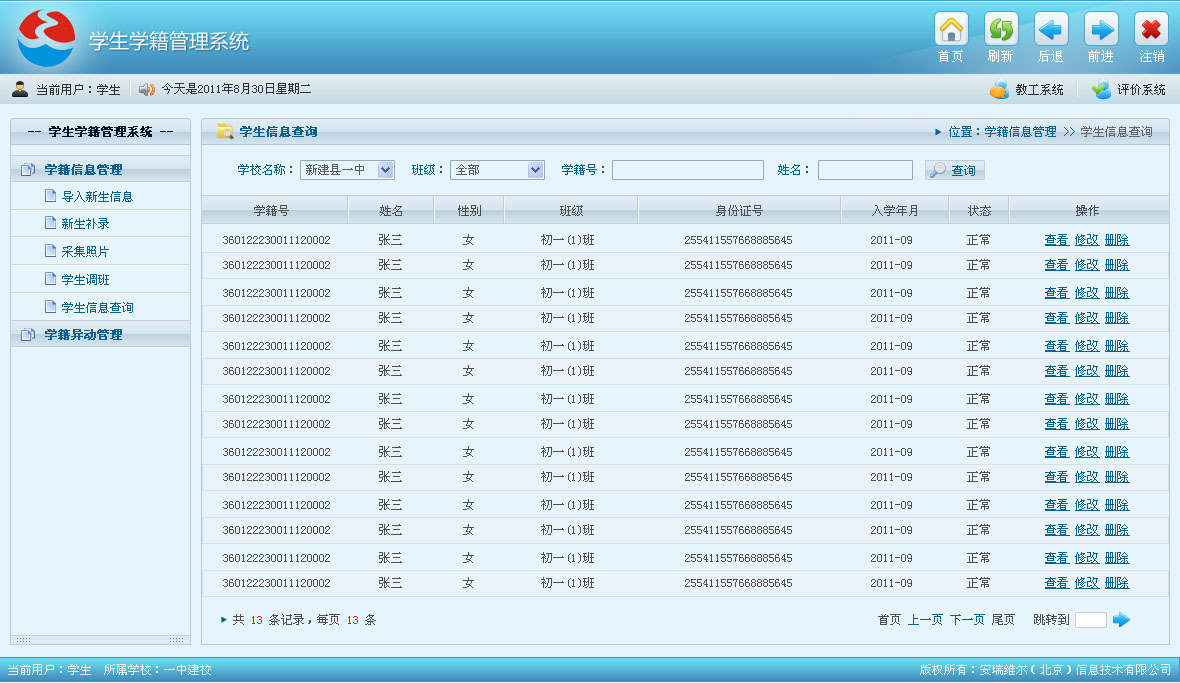 学生学籍管理系统
首页 刷新 后退 前进 注销
当前用户：学生 今天是2011年8月30日星期二 教工系统 评价系统
-- 学生学籍管理系统 --
学籍信息管理
导入新生信息
新生补录
采集照片
学生调班
学生信息查询
学籍异动管理
学生信息查询 位置：学籍信息管理 >> 学生信息查询
学校名称： 新建县一中 班级： 全部 学籍号： 姓名： 查询
学籍号 姓名 性别 班级 身份证号 入学年月 状态 操作
360122230011120002 张三 女 初一(1)班 255411557668885645 2011-09 正常 查看 修改 删除
360122230011120002 张三 女 初一(1)班 255411557668885645 2011-09 正常 查看 修改 删除
360122230011120002 张三 女 初一(1)班 255411557668885645 2011-09 正常 查看 修改 删除
360122230011120002 张三 女 初一(1)班 255411557668885645 2011-09 正常 查看 修改 删除
360122230011120002 张三 女 初一(1)班 255411557668885645 2011-09 正常 查看 修改 删除
360122230011120002 张三 女 初一(1)班 255411557668885645 2011-09 正常 查看 修改 删除
360122230011120002 张三 女 初一(1)班 255411557668885645 2011-09 正常 查看 修改 删除
360122230011120002 张三 女 初一(1)班 255411557668885645 2011-09 正常 查看 修改 删除
360122230011120002 张三 女 初一(1)班 255411557668885645 2011-09 正常 查看 修改 删除
360122230011120002 张三 女 初一(1)班 255411557668885645 2011-09 正常 查看 修改 删除
360122230011120002 张三 女 初一(1)班 255411557668885645 2011-09 正常 查看 修改 删除
360122230011120002 张三 女 初一(1)班 255411557668885645 2011-09 正常 查看 修改 删除
360122230011120002 张三 女 初一(1)班 255411557668885645 2011-09 正常 查看 修改 删除
360122230011120002 张三 女 初一(1)班 255411557668885645 2011-09 正常 查看 修改 删除
共 13 条记录，每页 13 条 首页 上一页 下一页 尾页 跳转到
当前用户：学生 所属学校：一中建校 版权所有：安瑞维尔（北京）信息技术有限公司